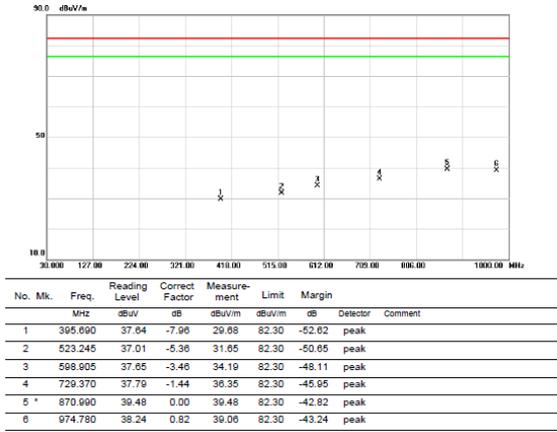 90.0 dBuV/m
50
10.0
1 2 3 4 5 6
30.000 127.00 224.00 321.00 418.00 515.00 612.00 709.00 806.00 1000.00 MHz
No. Mk. Freq. Reading Level Correct Factor Measure-ment Limit Margin
MHz dBuV dB dBuV/m dBuV/m dB Detector Comment
1 395.690 37.64 -7.96 29.68 82.30 -52.62 peak
2 523.245 37.01 -5.36 31.65 82.30 -50.65 peak
3 598.905 37.65 -3.46 34.19 82.30 -48.11 peak
4 729.370 37.79 -1.44 36.35 82.30 -45.95 peak
5 * 870.990 39.48 0.00 39.48 82.30 -42.82 peak
6 974.780 38.24 0.82 39.06 82.30 -43.24 peak